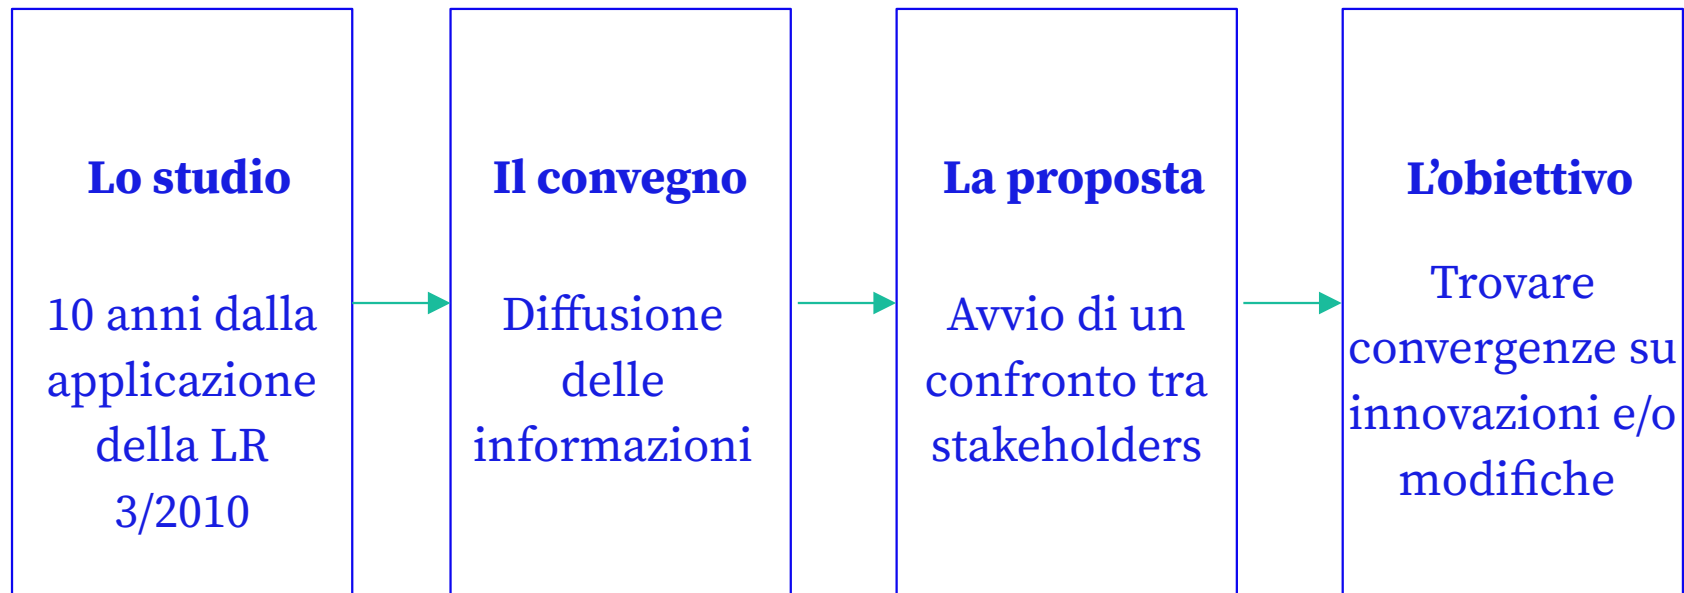 Lo studio
10 anni dalla
applicazione
della LR
3/2010
Il convegno
Diffusione
delle
informazioni
La proposta
Avvio di un
confronto tra
stakeholders
L’obiettivo
Trovare
convergenze su
innovazioni e/o
modifiche